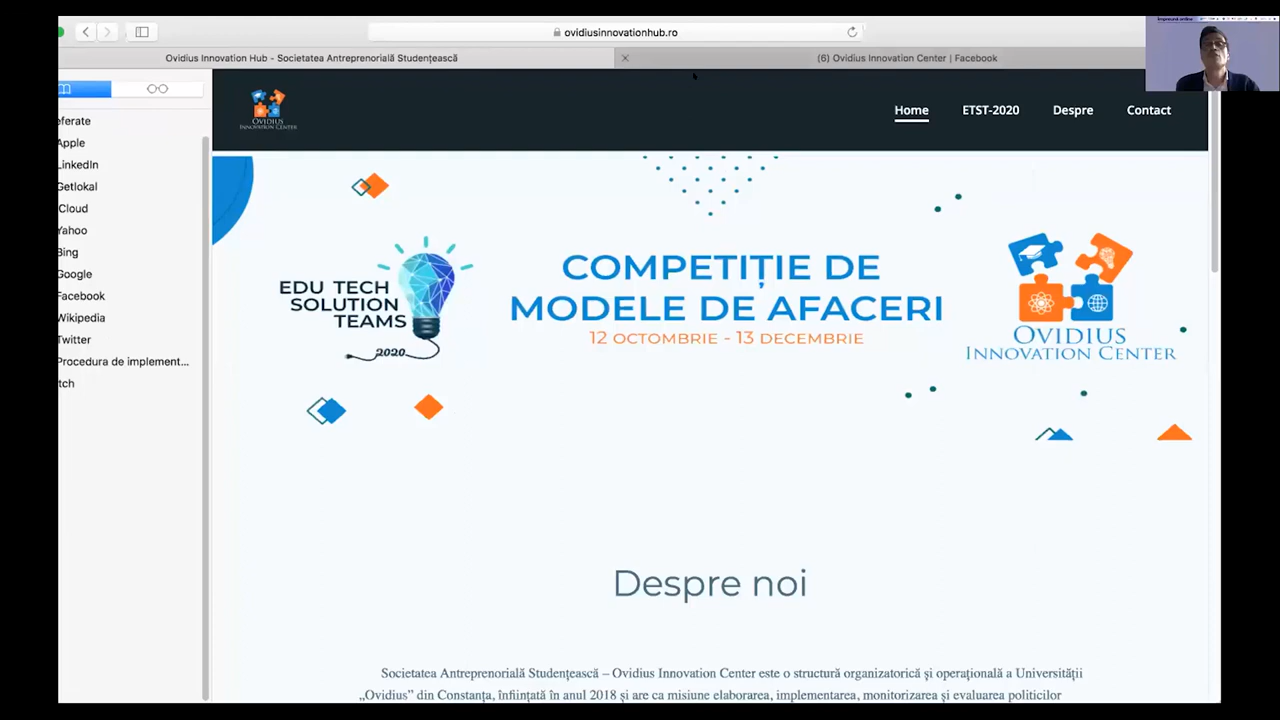 ovidiusinnovationhub.ro
Ovidius Innovation Hub - Societatea Antreprenorială Studențească
(6) Ovidius Innovation Center | Facebook
eferate
Apple
LinkedIn
Getlokal
Cloud
Yahoo
Bing
Google
Facebook
Wikipedia
Twitter
Procedura de implement...
tch
OVIDIUS
INNOVATION CENTER
Home
ETST-2020
Despre
Contact
EDU TECH
SOLUTION
TEAMS
2020
COMPETIȚIE DE
MODELE DE AFACERI
12 OCTOMBRIE - 13 DECEMBRIE
OVIDIUS
INNOVATION CENTER
Despre noi
Societatea Antreprenorială Studențească – Ovidius Innovation Center este o structură organizatorică și operațională a Universității
„Ovidius” din Constanța, înființată în anul 2018 și are ca misiune elaborarea, implementarea, monitorizarea și evaluarea politicilor